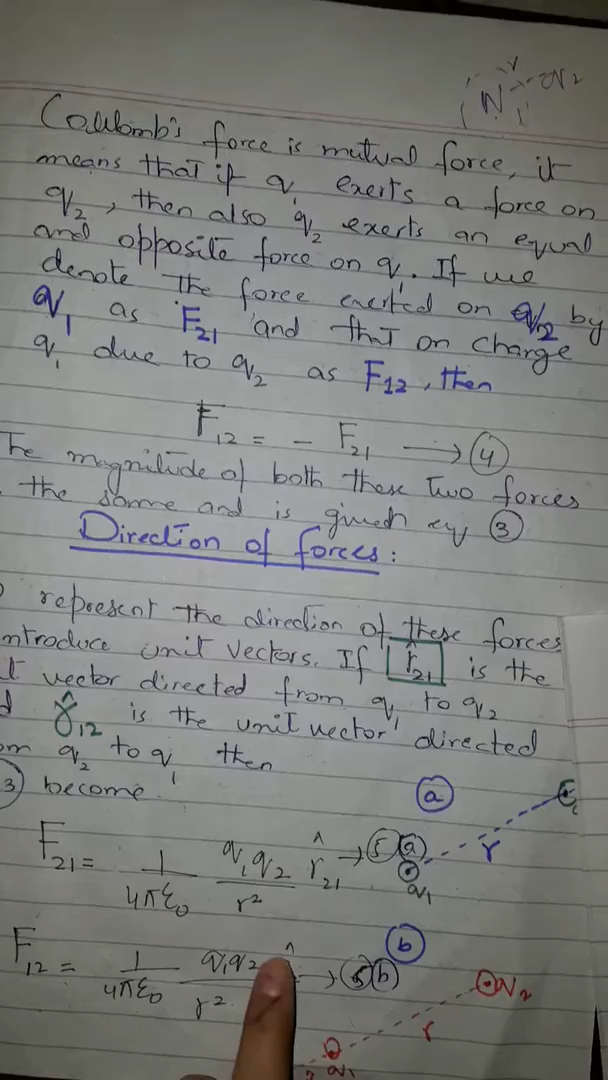 N
Coulomb's force is mutual force, it
means that if q₁ exerts a force on
q₂, then also q₂ exerts an equal
and opposite force on q₁. If we
denote the force exerted on q₂ by
q₁ as F₂₁ and that on charge
q₁ due to q₂ as F₁₂, then
F₁₂ = - F₂₁ → ④
The magnitude of both these two forces
the same and is given eq ③
Direction of forces:
represent the direction of these forces
introduce unit vectors. If r̂₂₁ is the
t vector directed from q₁ to q₂
d r̂₁₂ is the unit vector directed
om q₂ to q₁ then
③ become
ⓐ
F₂₁ = 1/4πε₀ q₁q₂/r² r̂₂₁ → ⑤ⓐ
r
q₁
ⓑ
F₁₂ = 1/4πε₀ q₁q₂/r² → ⑤ⓑ
q₂
r
q₁